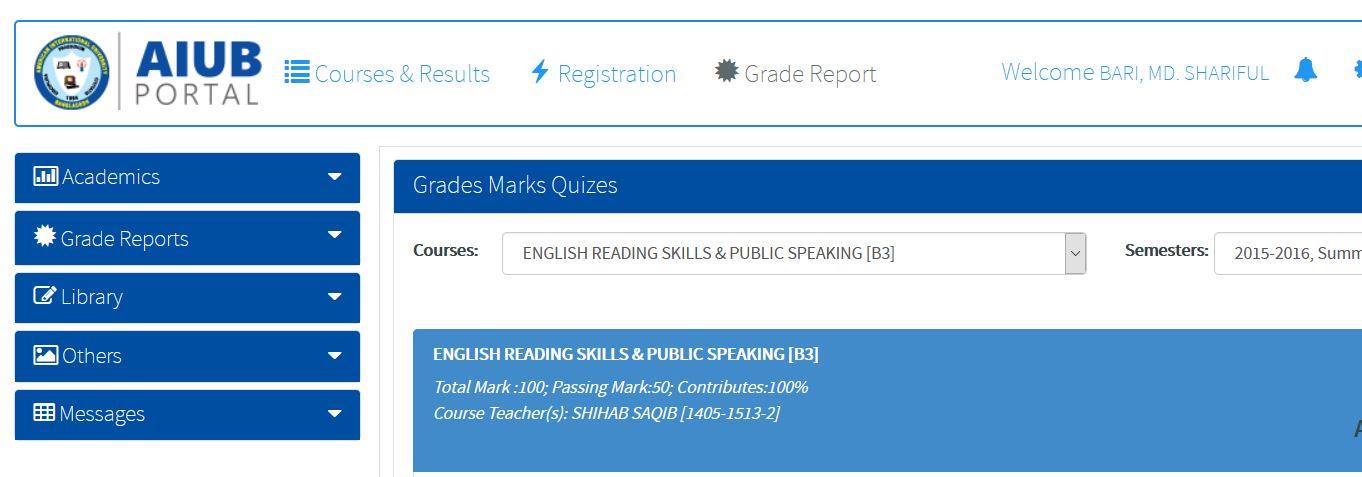 AIUB
PORTAL
Courses & Results
Registration
Grade Report
Welcome BARI, MD. SHARIFUL
Academics
Grade Reports
Library
Others
Messages
Grades Marks Quizes
Courses:
ENGLISH READING SKILLS & PUBLIC SPEAKING [B3]
Semesters:
2015-2016, Summ
ENGLISH READING SKILLS & PUBLIC SPEAKING [B3]
Total Mark :100; Passing Mark:50; Contributes:100%
Course Teacher(s): SHIHAB SAQIB [1405-1513-2]